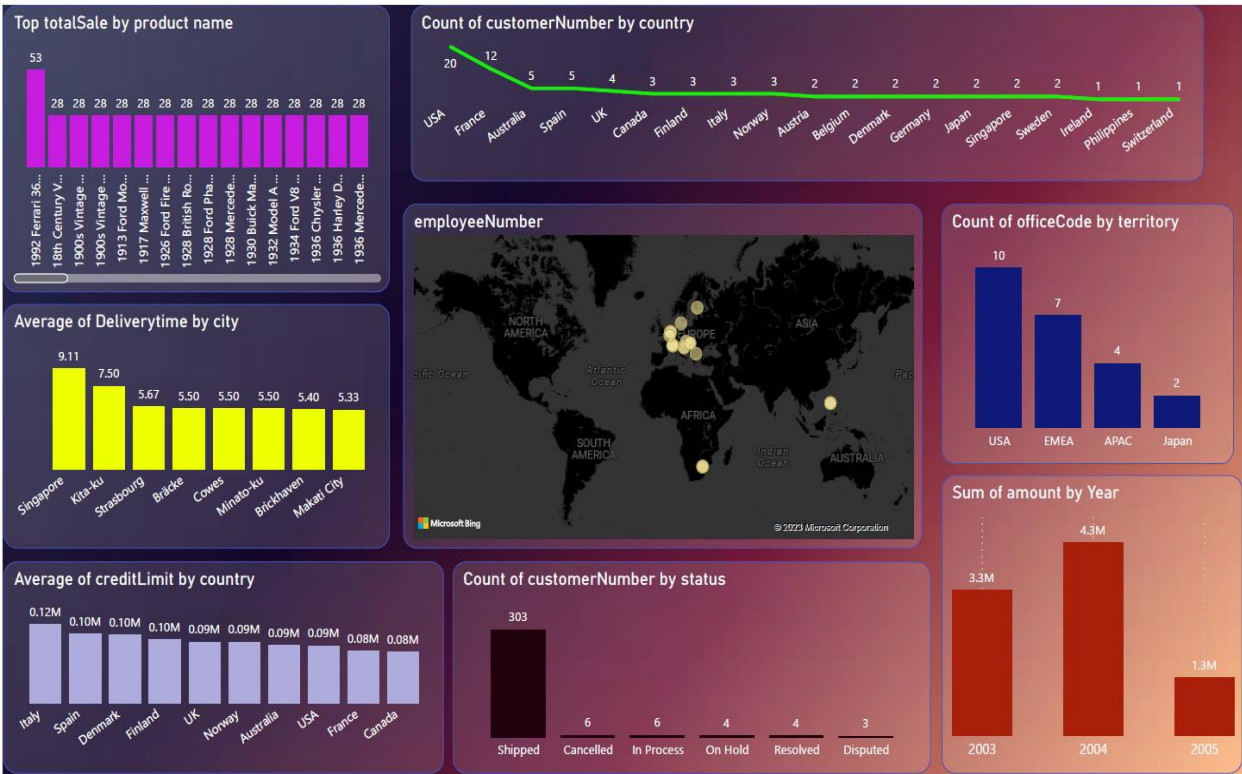 Top totalSale by product name
53
28 28 28 28 28 28 28 28 28 28 28 28 28 28 28
1992 Ferrari 36...
18th Century V...
1900s Vintage ...
1900s Vintage ...
1913 Ford Mo...
1917 Maxwell ...
1926 Ford Fire ...
1928 British Ro...
1928 Ford Pha...
1928 Mercede...
1930 Buick Ma...
1932 Model A ...
1934 Ford V8 ...
1936 Chrysler ...
1936 Harley D...
1936 Mercede...
Count of customerNumber by country
20 12 5 5 4 3 3 3 3 2 2 2 2 2 2 2 1 1 1
USA
France
Australia
Spain
UK
Canada
Finland
Italy
Norway
Austria
Belgium
Denmark
Germany
Japan
Singapore
Sweden
Ireland
Philippines
Switzerland
Average of Deliverytime by city
9.11 7.50 5.67 5.50 5.50 5.50 5.40 5.33
Singapore
Kita-ku
Strasbourg
Bräcke
Cowes
Minato-ku
Brickhaven
Makati City
employeeNumber
NORTH
AMERICA
EUROPE
ASIA
Atlantic
Ocean
AFRICA
SOUTH
AMERICA
Indian
Ocean
AUSTRALIA
Microsoft Bing
© 2023 Microsoft Corporation
Count of officeCode by territory
10
7
4
2
USA EMEA APAC Japan
Average of creditLimit by country
0.12M 0.10M 0.10M 0.10M 0.09M 0.09M 0.09M 0.09M 0.08M 0.08M
Italy
Spain
Denmark
Finland
UK
Norway
Australia
USA
France
Canada
Count of customerNumber by status
303
6 6 4 4 3
Shipped Cancelled In Process On Hold Resolved Disputed
Sum of amount by Year
4.3M
3.3M
1.3M
2003 2004 2005